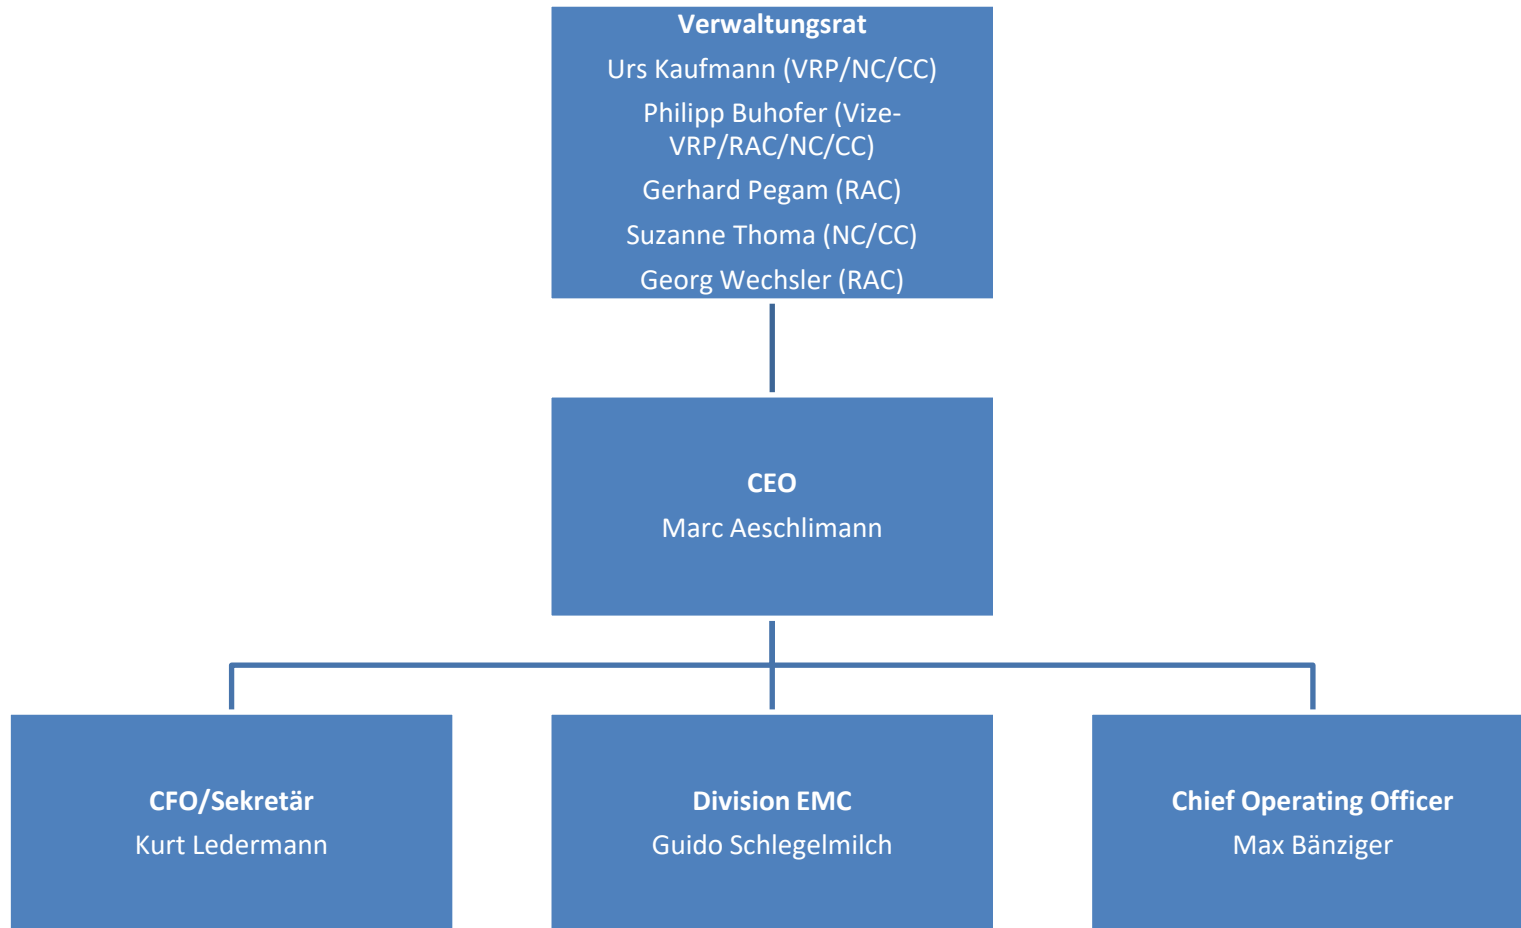 Verwaltungsrat
Urs Kaufmann (VRP/NC/CC)
Philipp Buhofer (Vize-
VRP/RAC/NC/CC)
Gerhard Pegam (RAC)
Suzanne Thoma (NC/CC)
Georg Wechsler (RAC)
CEO
Marc Aeschlimann
CFO/Sekretär
Kurt Ledermann
Division EMC
Guido Schlegelmilch
Chief Operating Officer
Max Bänziger